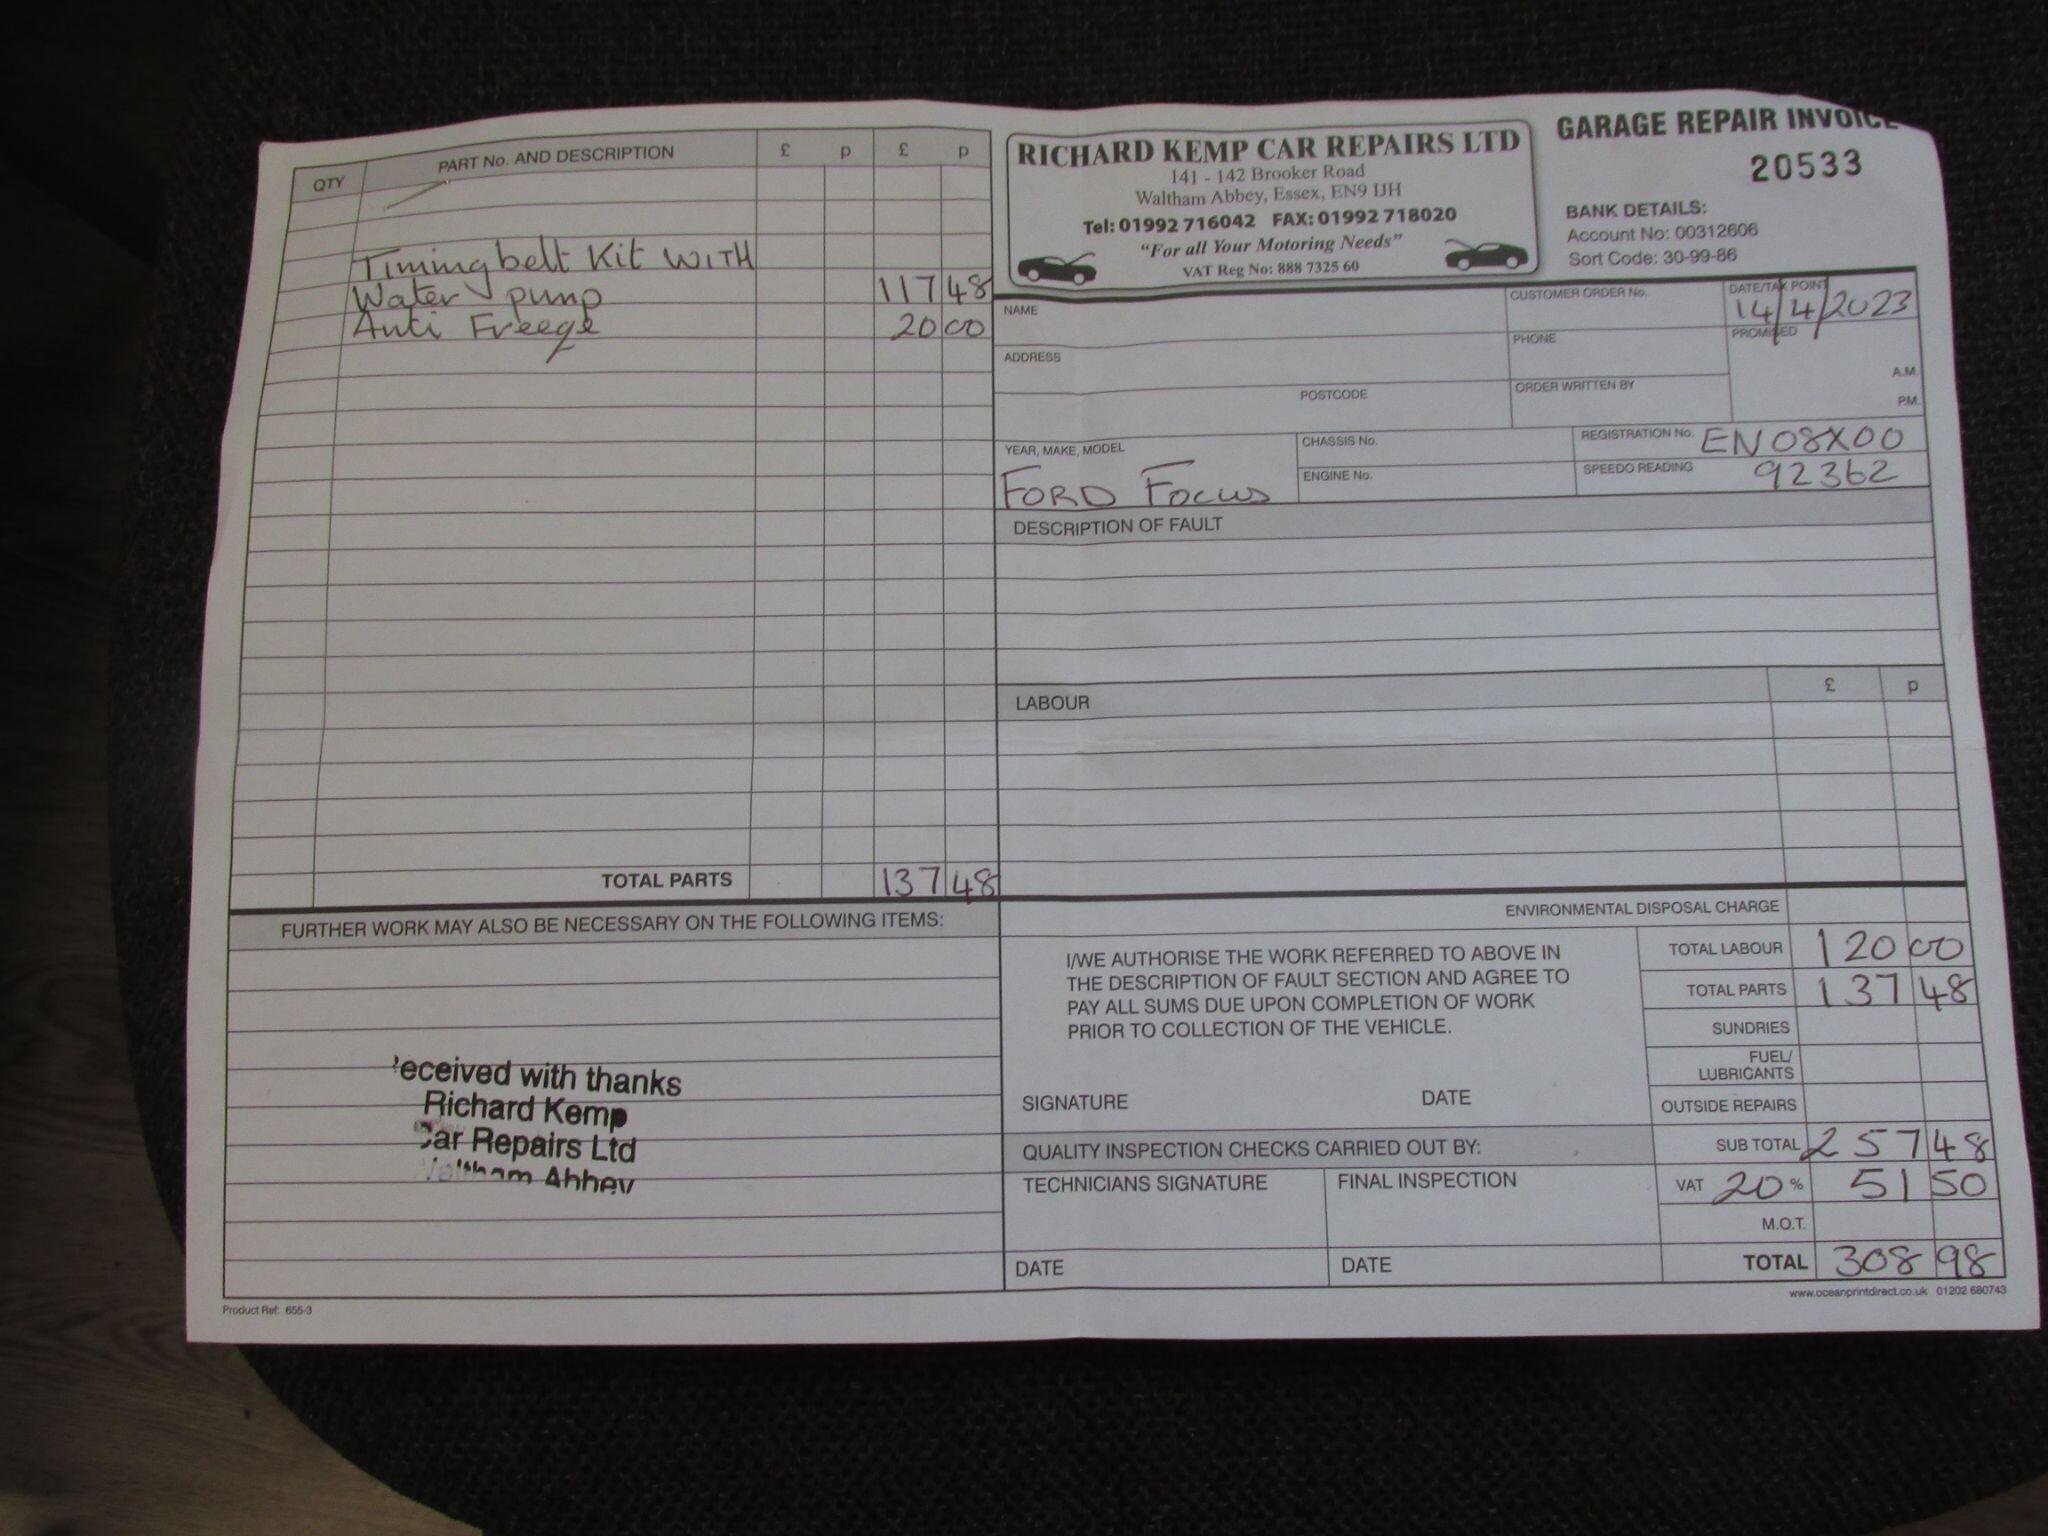 QTY PART No. AND DESCRIPTION £ p £ p
Timing belt Kit WITH
Water pump 117 48
Anti Freeze 20 00
TOTAL PARTS 137 48
FURTHER WORK MAY ALSO BE NECESSARY ON THE FOLLOWING ITEMS:
eceived with thanks
Richard Kemp
Car Repairs Ltd
Waltham Abbey
Product Ref: 655-3
RICHARD KEMP CAR REPAIRS LTD
141 - 142 Brooker Road
Waltham Abbey, Essex, EN9 1JH
Tel: 01992 716042 FAX: 01992 718020
"For all Your Motoring Needs"
VAT Reg No: 888 7325 60
GARAGE REPAIR INVOICE
20533
BANK DETAILS:
Account No: 00312606
Sort Code: 30-99-86
NAME
CUSTOMER ORDER No.
DATE/TAX POINT
14/4/2023
ADDRESS
PHONE
PROMISED
A.M.
POSTCODE
ORDER WRITTEN BY
P.M.
YEAR, MAKE, MODEL
FORD Focus
CHASSIS No.
REGISTRATION No. EN08X00
ENGINE No.
SPEEDO READING 92362
DESCRIPTION OF FAULT
LABOUR £ p
ENVIRONMENTAL DISPOSAL CHARGE
I/WE AUTHORISE THE WORK REFERRED TO ABOVE IN
THE DESCRIPTION OF FAULT SECTION AND AGREE TO
PAY ALL SUMS DUE UPON COMPLETION OF WORK
PRIOR TO COLLECTION OF THE VEHICLE.
SIGNATURE DATE
TOTAL LABOUR 120 00
TOTAL PARTS 137 48
SUNDRIES
FUEL/
LUBRICANTS
OUTSIDE REPAIRS
QUALITY INSPECTION CHECKS CARRIED OUT BY:
SUB TOTAL 257 48
TECHNICIANS SIGNATURE
FINAL INSPECTION
VAT 20 % 51 50
M.O.T.
DATE
DATE
TOTAL 308 98
www.oceanprintdirect.co.uk 01202 680743